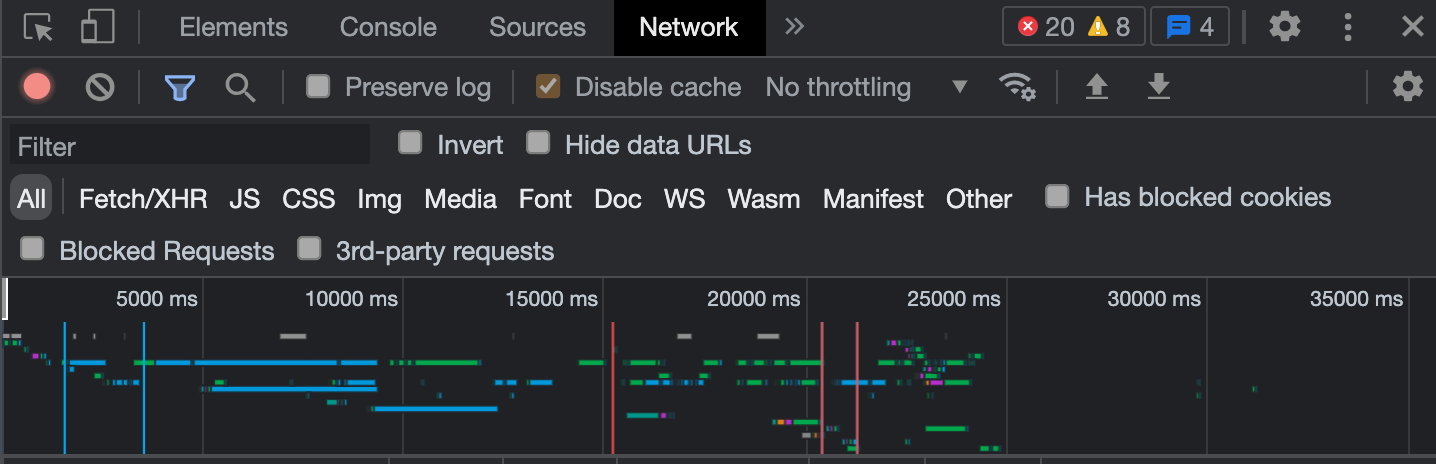 Elements Console Sources Network 20 8 4
Preserve log Disable cache No throttling
Filter Invert Hide data URLs
All Fetch/XHR JS CSS Img Media Font Doc WS Wasm Manifest Other Has blocked cookies
Blocked Requests 3rd-party requests
5000 ms 10000 ms 15000 ms 20000 ms 25000 ms 30000 ms 35000 ms